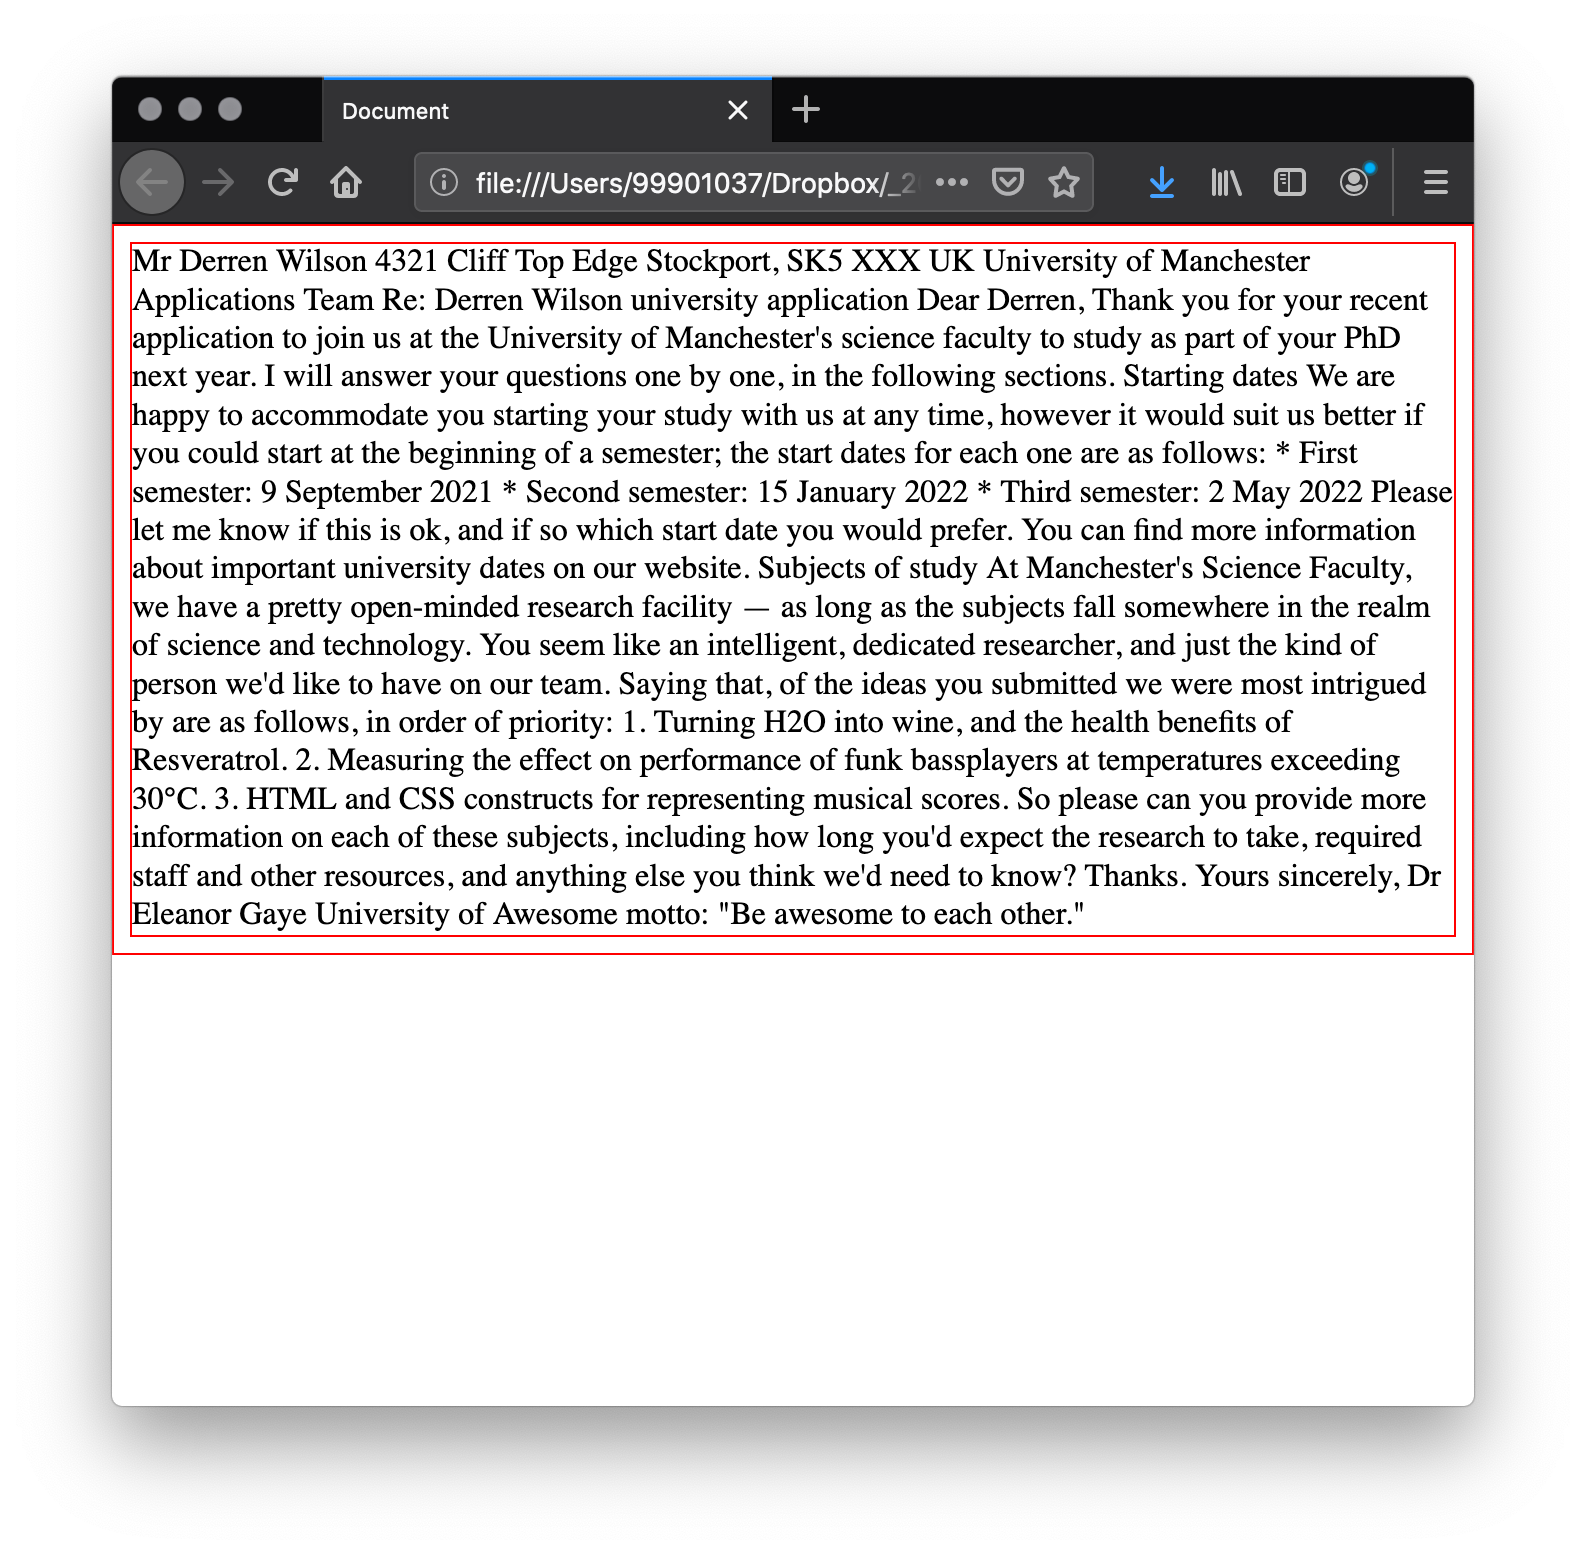 Document
file:///Users/99901037/Dropbox/_2
Mr Derren Wilson 4321 Cliff Top Edge Stockport, SK5 XXX UK University of Manchester
Applications Team Re: Derren Wilson university application Dear Derren, Thank you for your recent
application to join us at the University of Manchester's science faculty to study as part of your PhD
next year. I will answer your questions one by one, in the following sections. Starting dates We are
happy to accommodate you starting your study with us at any time, however it would suit us better if
you could start at the beginning of a semester; the start dates for each one are as follows: * First
semester: 9 September 2021 * Second semester: 15 January 2022 * Third semester: 2 May 2022 Please
let me know if this is ok, and if so which start date you would prefer. You can find more information
about important university dates on our website. Subjects of study At Manchester's Science Faculty,
we have a pretty open-minded research facility — as long as the subjects fall somewhere in the realm
of science and technology. You seem like an intelligent, dedicated researcher, and just the kind of
person we'd like to have on our team. Saying that, of the ideas you submitted we were most intrigued
by are as follows, in order of priority: 1. Turning H2O into wine, and the health benefits of
Resveratrol. 2. Measuring the effect on performance of funk bassplayers at temperatures exceeding
30°C. 3. HTML and CSS constructs for representing musical scores. So please can you provide more
information on each of these subjects, including how long you'd expect the research to take, required
staff and other resources, and anything else you think we'd need to know? Thanks. Yours sincerely, Dr
Eleanor Gaye University of Awesome motto: "Be awesome to each other."